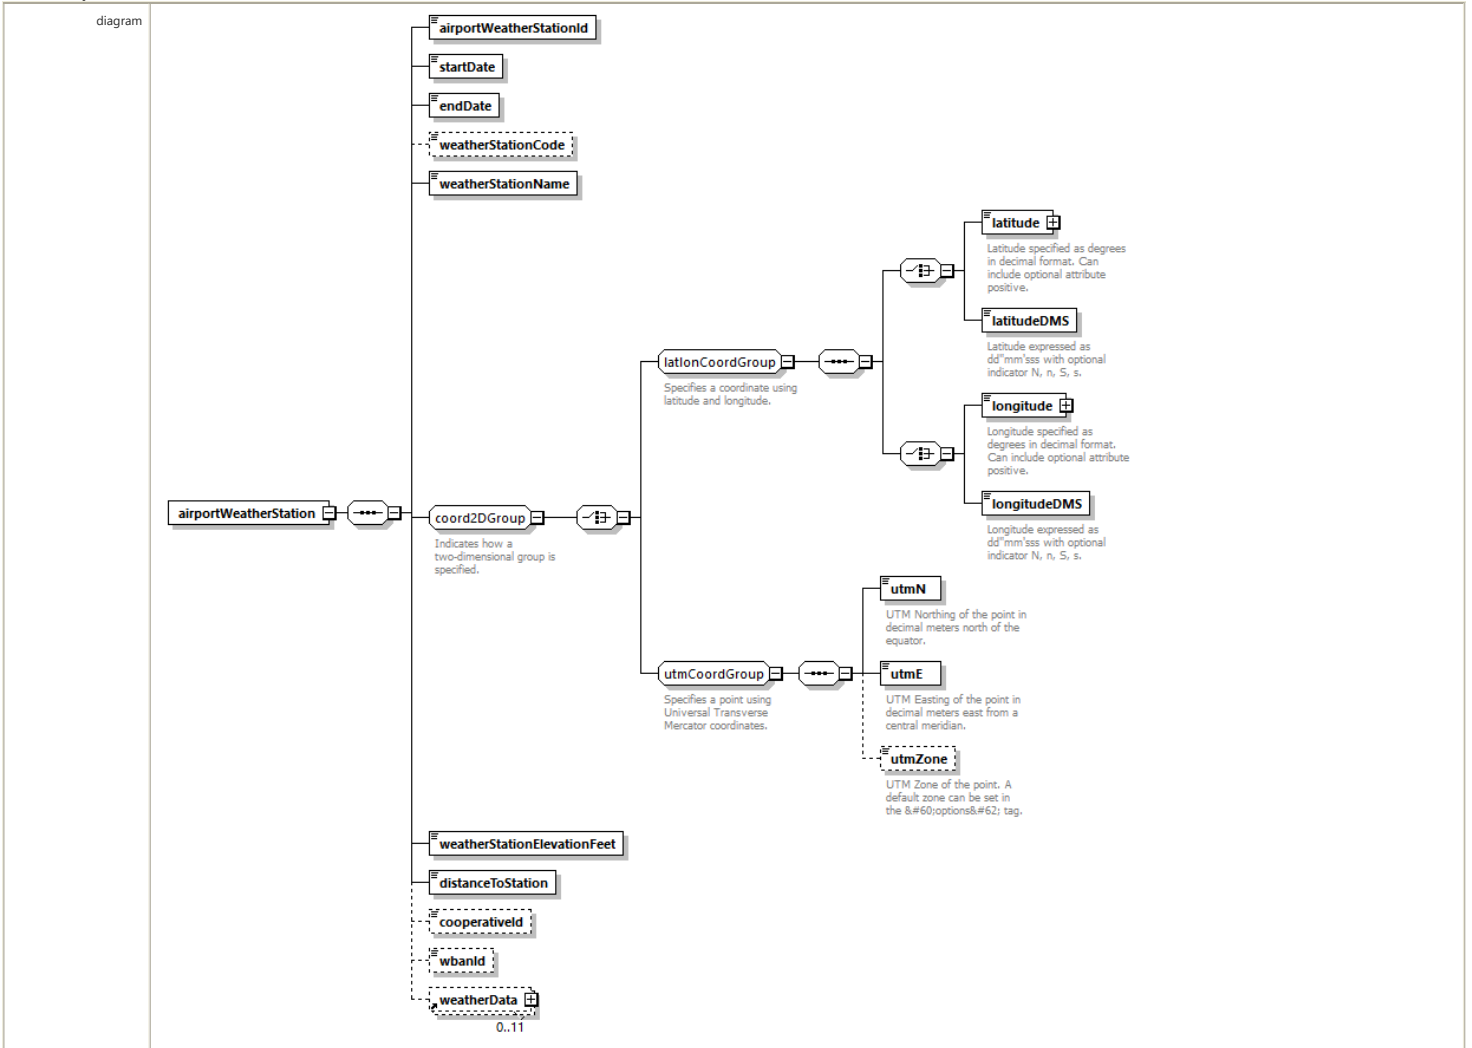 diagram
airportWeatherStationId
startDate
endDate
weatherStationCode
weatherStationName
latitude
Latitude specified as degrees
in decimal format. Can
include optional attribute
positive.
latitudeDMS
Latitude expressed as
dd"mm'sss with optional
indicator N, n, S, s.
latlonCoordGroup
Specifies a coordinate using
latitude and longitude.
longitude
Longitude specified as
degrees in decimal format.
Can include optional attribute
positive.
longitudeDMS
Longitude expressed as
dd"mm'sss with optional
indicator N, n, S, s.
airportWeatherStation
coord2DGroup
Indicates how a
two-dimensional group is
specified.
utmN
UTM Northing of the point in
decimal meters north of the
equator.
utmCoordGroup
Specifies a point using
Universal Transverse
Mercator coordinates.
utmE
UTM Easting of the point in
decimal meters east from a
central meridian.
utmZone
UTM Zone of the point. A
default zone can be set in
the &#60;options&#62; tag.
weatherStationElevationFeet
distanceToStation
cooperativeId
wbanId
weatherData
0..11